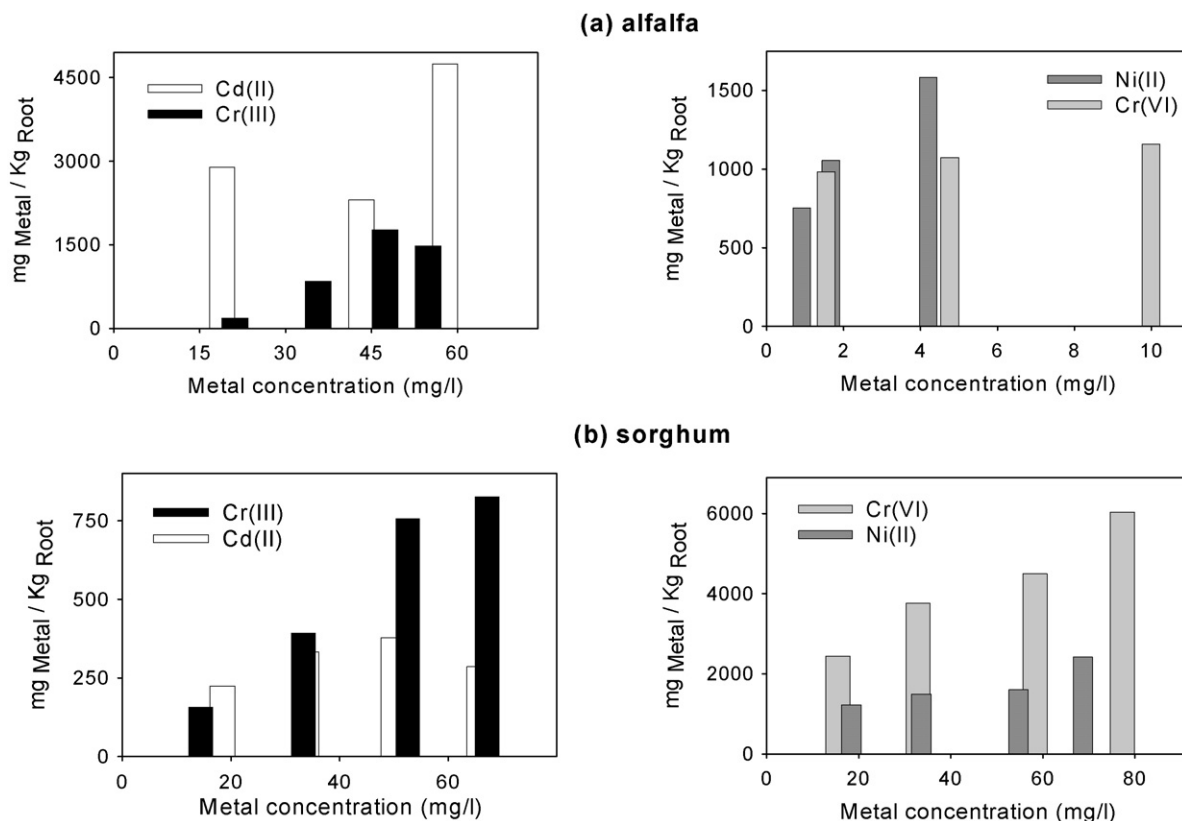 (a) alfalfa
4500
3000
1500
0
mg Metal / Kg Root
Cd(II)
Cr(III)
0 15 30 45 60
Metal concentration (mg/l)
1500
1000
500
0
mg Metal / Kg Root
Ni(II)
Cr(VI)
0 2 4 6 8 10
Metal concentration (mg/l)
(b) sorghum
750
500
250
0
mg Metal / Kg Root
Cr(III)
Cd(II)
0 20 40 60
Metal concentration (mg/l)
6000
4000
2000
0
mg Metal / Kg Root
Cr(VI)
Ni(II)
0 20 40 60 80
Metal concentration (mg/l)